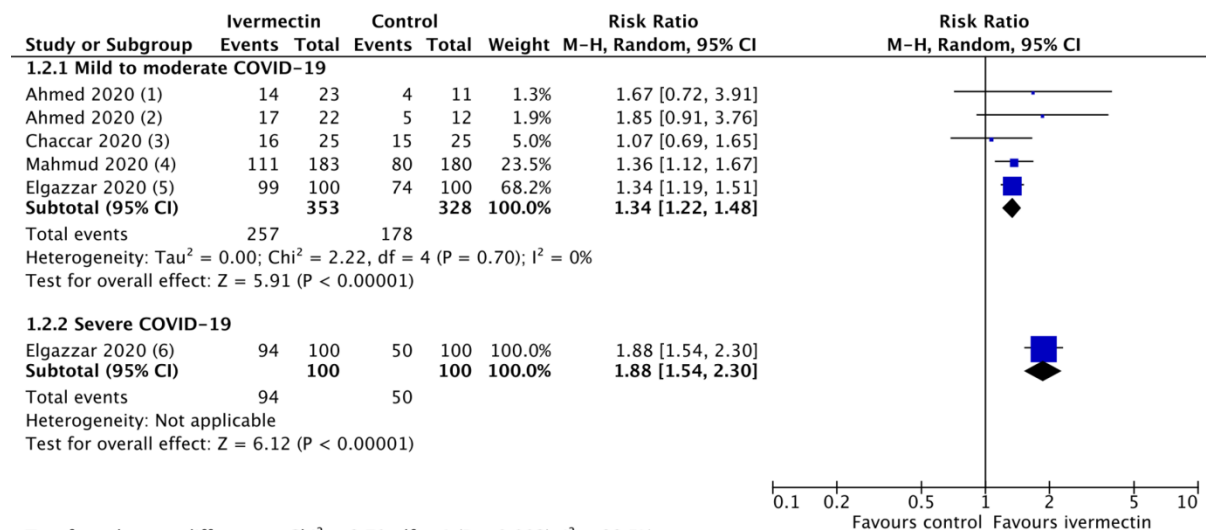 Ivermectin Control Risk Ratio Risk Ratio
Study or Subgroup Events Total Events Total Weight M-H, Random, 95% CI M-H, Random, 95% CI
1.2.1 Mild to moderate COVID-19
Ahmed 2020 (1) 14 23 4 11 1.3% 1.67 [0.72, 3.91]
Ahmed 2020 (2) 17 22 5 12 1.9% 1.85 [0.91, 3.76]
Chaccar 2020 (3) 16 25 15 25 5.0% 1.07 [0.69, 1.65]
Mahmud 2020 (4) 111 183 80 180 23.5% 1.36 [1.12, 1.67]
Elgazzar 2020 (5) 99 100 74 100 68.2% 1.34 [1.19, 1.51]
Subtotal (95% CI) 353 328 100.0% 1.34 [1.22, 1.48]
Total events 257 178
Heterogeneity: Tau² = 0.00; Chi² = 2.22, df = 4 (P = 0.70); I² = 0%
Test for overall effect: Z = 5.91 (P < 0.00001)
1.2.2 Severe COVID-19
Elgazzar 2020 (6) 94 100 50 100 100.0% 1.88 [1.54, 2.30]
Subtotal (95% CI) 100 100 100.0% 1.88 [1.54, 2.30]
Total events 94 50
Heterogeneity: Not applicable
Test for overall effect: Z = 6.12 (P < 0.00001)
0.1 0.2 0.5 1 2 5 10
Favours control Favours ivermectin